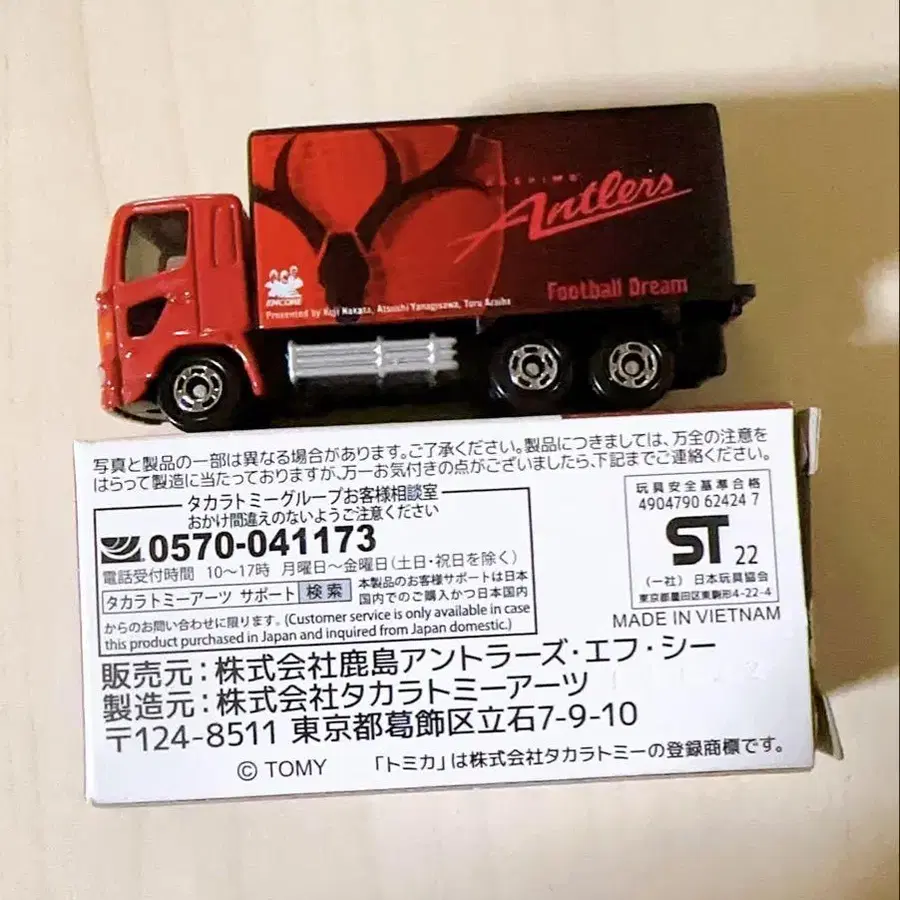 KASHIMA
Antlers
Football Dream
ENCORE
Presented by Koji Nakata, Atsushi Yanagisawa, Toru Araiba
写真と製品の一部は異なる場合があります。ご了承ください。製品につきましては、万全の注意を
はらって製造に当たっておりますが、万一お気付きの点がございましたら、下記までご連絡ください。
タカラトミーグループお客様相談室
おかけ間違えのないようご注意ください
0570-041173
電話受付時間 10〜17時 月曜日〜金曜日(土日・祝日を除く)
タカラトミーアーツ サポート 検索 本製品のお客様サポートは日本
国内でのご購入かつ日本国内
からのお問い合わせに限ります。(Customer service is only available in case
this product purchased in Japan and inquired from Japan domestic.)
玩具安全基準合格
4904790 62424 7
ST 22
(一社) 日本玩具協会
東京都墨田区東駒形4-22-4
MADE IN VIETNAM
販売元:株式会社鹿島アントラーズ・エフ・シー
製造元:株式会社タカラトミーアーツ
〒124-8511 東京都葛飾区立石7-9-10
© TOMY 「トミカ」は株式会社タカラトミーの登録商標です。